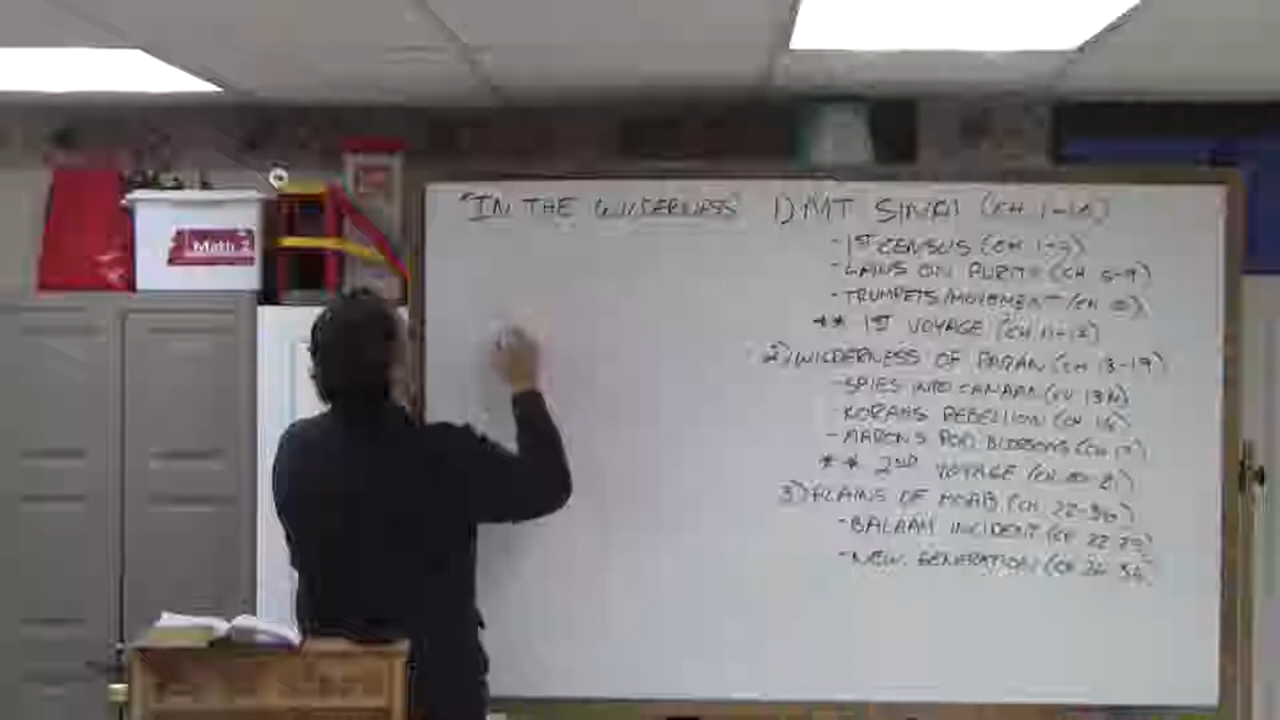 Math 2
"IN THE WILDERNESS"
1) MT SINAI (CH 1-10)
-1ST CENSUS (CH 1-4)
-LAWS ON PURITY (CH 5-9)
-TRUMPETS/MOVEMENT (CH 10)
** 1ST VOYAGE (CH 11-12)
2) WILDERNESS OF PARAN (CH 13-19)
-SPIES INTO CANAAN (CH 13/14)
-KORAHS REBELLION (CH 16)
-AARONS ROD BLOSSOMS (CH 17)
** 2ND VOYAGE (CH 20-21)
3) PLAINS OF MOAB (CH 22-36)
-BALAAM INCIDENT (CH 22-25)
-NEW GENERATION (CH 26-36)